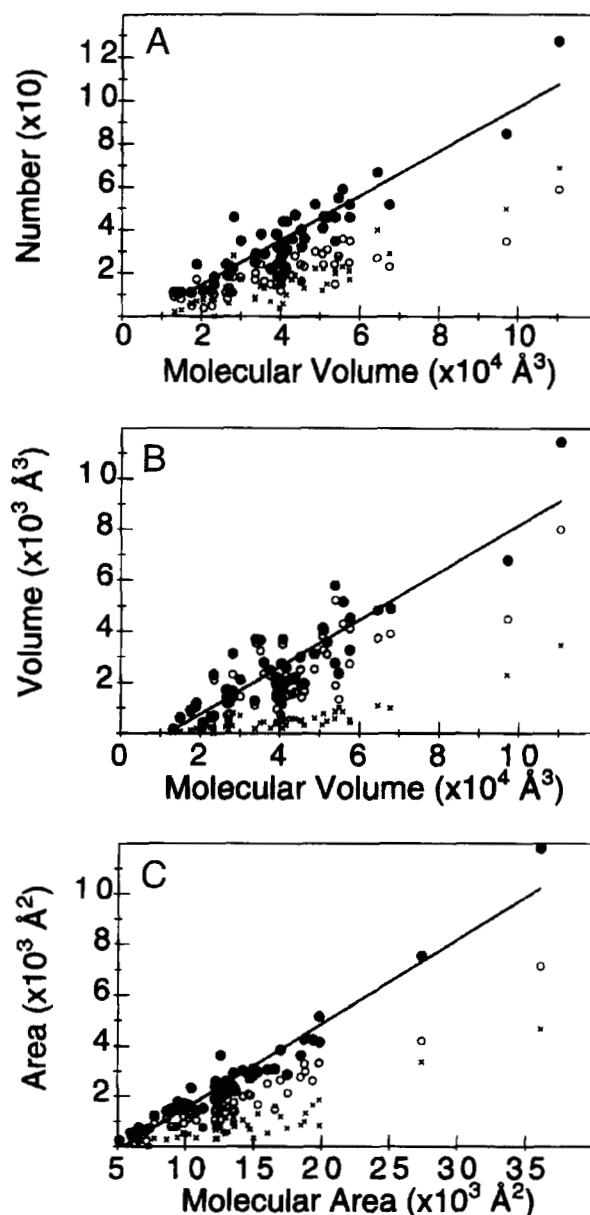 A
Number (x10)
12
10
8
6
4
2
0 2 4 6 8 10
Molecular Volume (x10⁴ Å³)
B
Volume (x10³ Å³)
10
8
6
4
2
0 2 4 6 8 10
Molecular Volume (x10⁴ Å³)
C
Area (x10³ Å²)
10
8
6
4
2
5 10 15 20 25 30 35
Molecular Area (x10³ Å²)